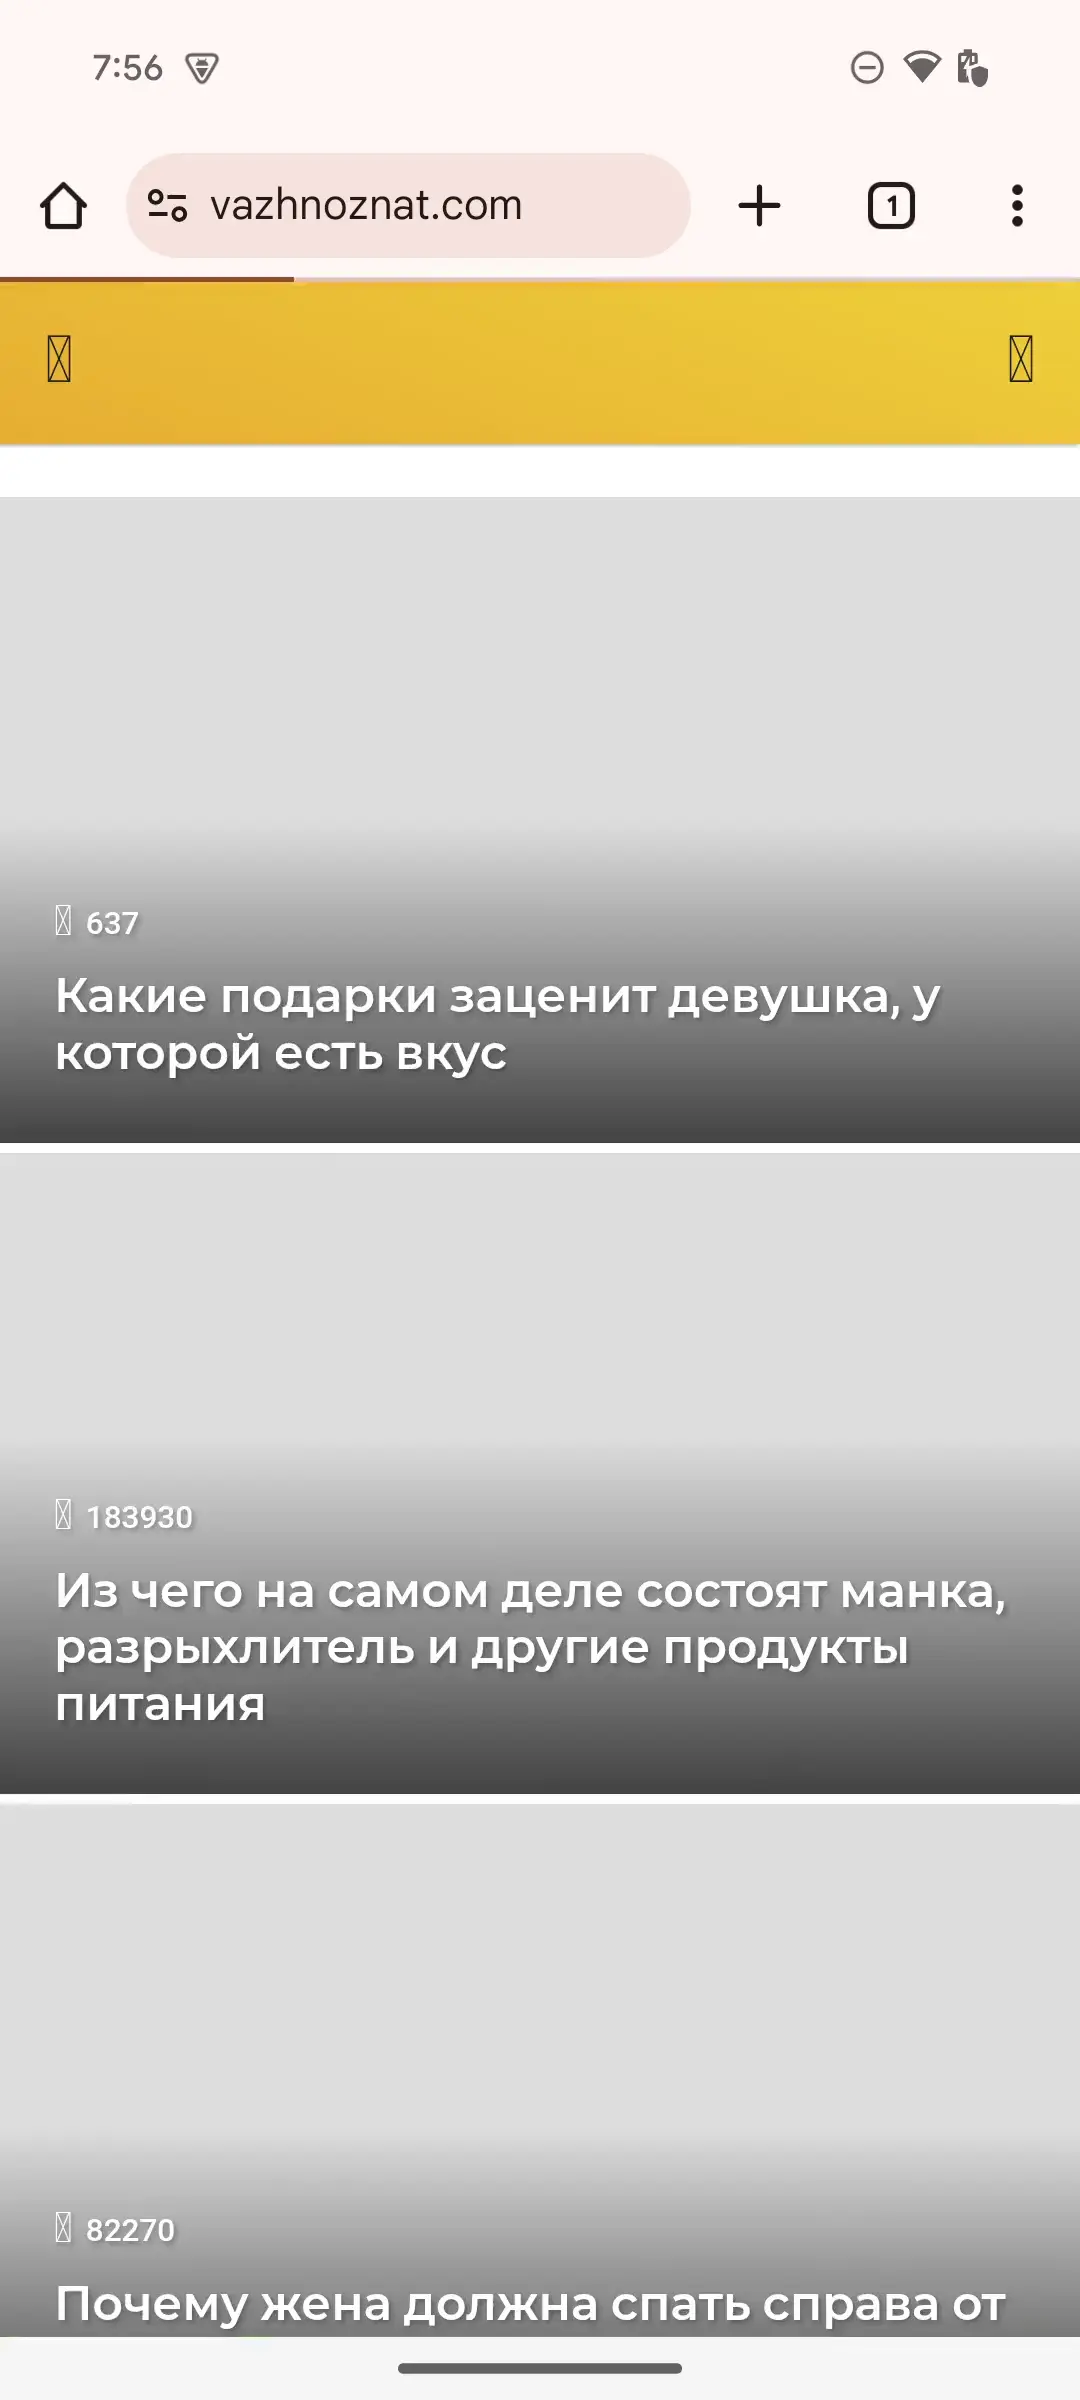 7:56
vazhnoznat.com
1
637
Какие подарки заценит девушка, у
которой есть вкус
183930
Из чего на самом деле состоят манка,
разрыхлитель и другие продукты
питания
82270
Почему жена должна спать справа от